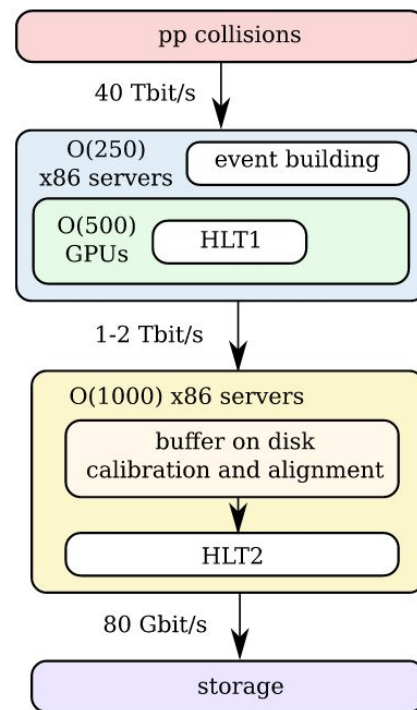 pp collisions
40 Tbit/s
O(250)
x86 servers
event building
O(500)
GPUs
HLT1
1-2 Tbit/s
O(1000) x86 servers
buffer on disk
calibration and alignment
HLT2
80 Gbit/s
storage